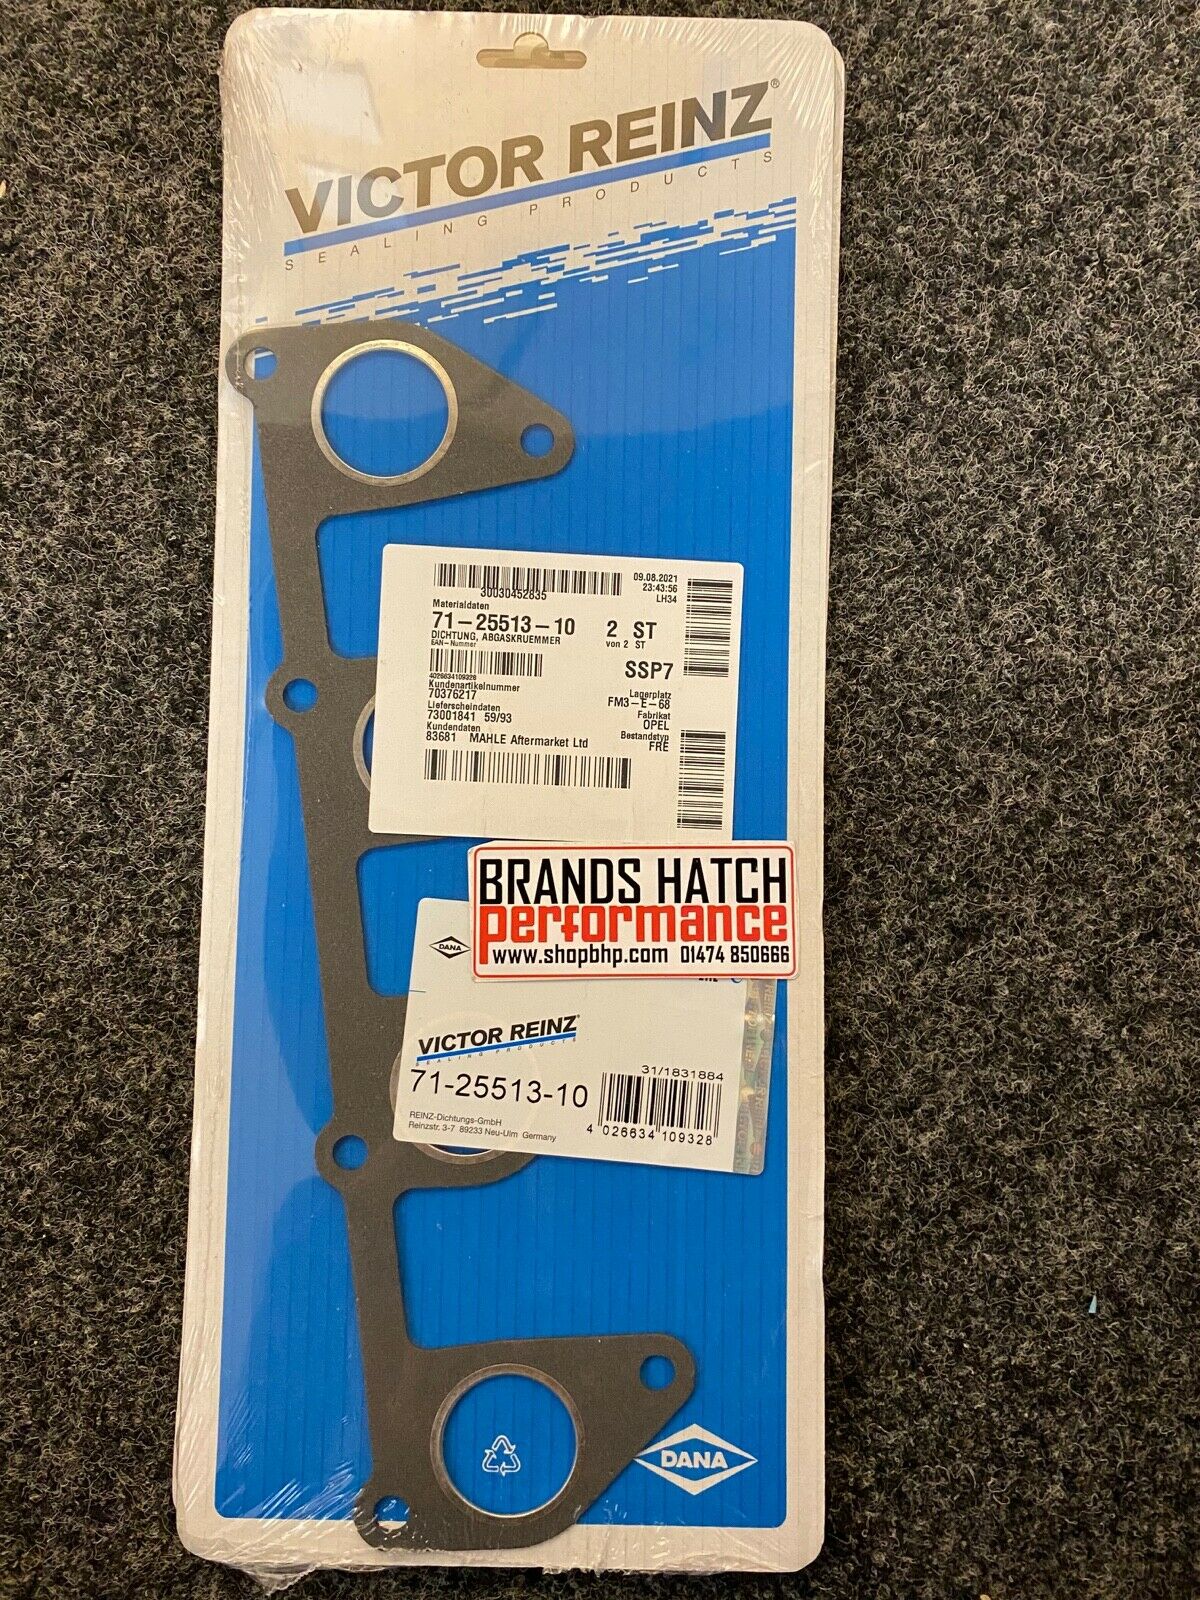 VICTOR REINZ®
SEALING PRODUCTS
30030452835
09.08.2021
23:43:56
LH34
Materialdaten
71-25513-10 2 ST
DICHTUNG, ABGASKRUEMMER von 2 ST
EAN-Nummer
4026634109328
SSP7
Kundenartikelnummer
70376217
Lagerplatz
FM3-E-68
Lieferscheindaten
73001841 59/93
Fabrikat
OPEL
Kundendaten
83681 MAHLE Aftermarket Ltd
Bestandstyp
FRE
BRANDS HATCH
performance
www.shopbhp.com 01474 850666
DANA
VICTOR REINZ®
SEALING PRODUCTS
71-25513-10
31/1831884
4 026634 109328
REINZ-Dichtungs-GmbH
Reinzstr. 3-7 89233 Neu-Ulm Germany
DANA